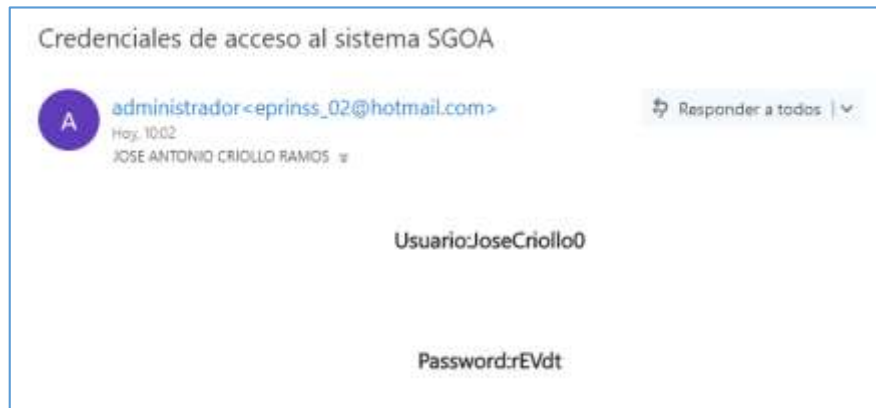 Credenciales de acceso al sistema SGOA
A
administrador<eprinss_02@hotmail.com>
Responder a todos
Hoy, 10:02
JOSE ANTONIO CRIOLLO RAMOS
Usuario:JoseCriollo0
Password:rEVdt